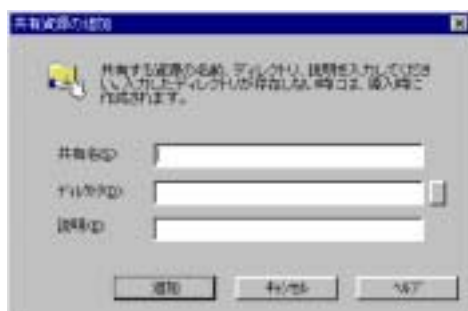 共有資源の追加
共有する資源の名前、ディレクトリ、説明を入力してくださ
い。入力したディレクトリが存在しない時には、導入時に
作成されます。
共有名(S)
ディレクトリ(D)
説明(E)
追加
キャンセル
ヘルプ